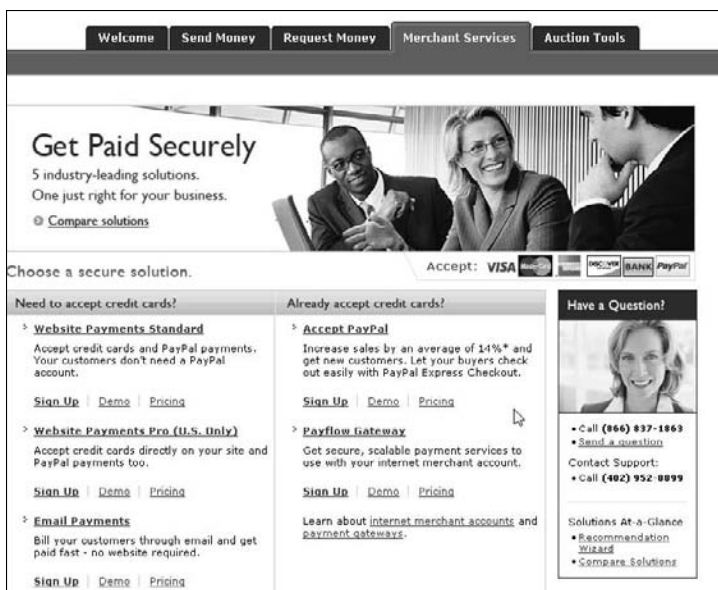 Welcome
Send Money
Request Money
Merchant Services
Auction Tools
Get Paid Securely
5 industry-leading solutions.
One just right for your business.
Compare solutions
Accept: VISA MasterCard DISCOVER BANK PayPal
Choose a secure solution.
Need to accept credit cards?
Website Payments Standard
Accept credit cards and PayPal payments.
Your customers don't need a PayPal
account.
Sign Up | Demo | Pricing
Website Payments Pro (U.S. Only)
Accept credit cards directly on your site and
PayPal payments too.
Sign Up | Demo | Pricing
Email Payments
Bill your customers through email and get
paid fast - no website required.
Sign Up | Demo | Pricing
Already accept credit cards?
Accept PayPal
Increase sales by an average of 14%* and
get new customers. Let your buyers check
out easily with PayPal Express Checkout.
Sign Up | Demo | Pricing
Payflow Gateway
Get secure, scalable payment services to
use with your internet merchant account.
Sign Up | Demo | Pricing
Learn about internet merchant accounts and
payment gateways.
Have a Question?
• Call (866) 837-1863
• Send a question
Contact Support:
• Call (402) 952-8899
Solutions At-a-Glance
• Recommendation
Wizard
• Compare Solutions